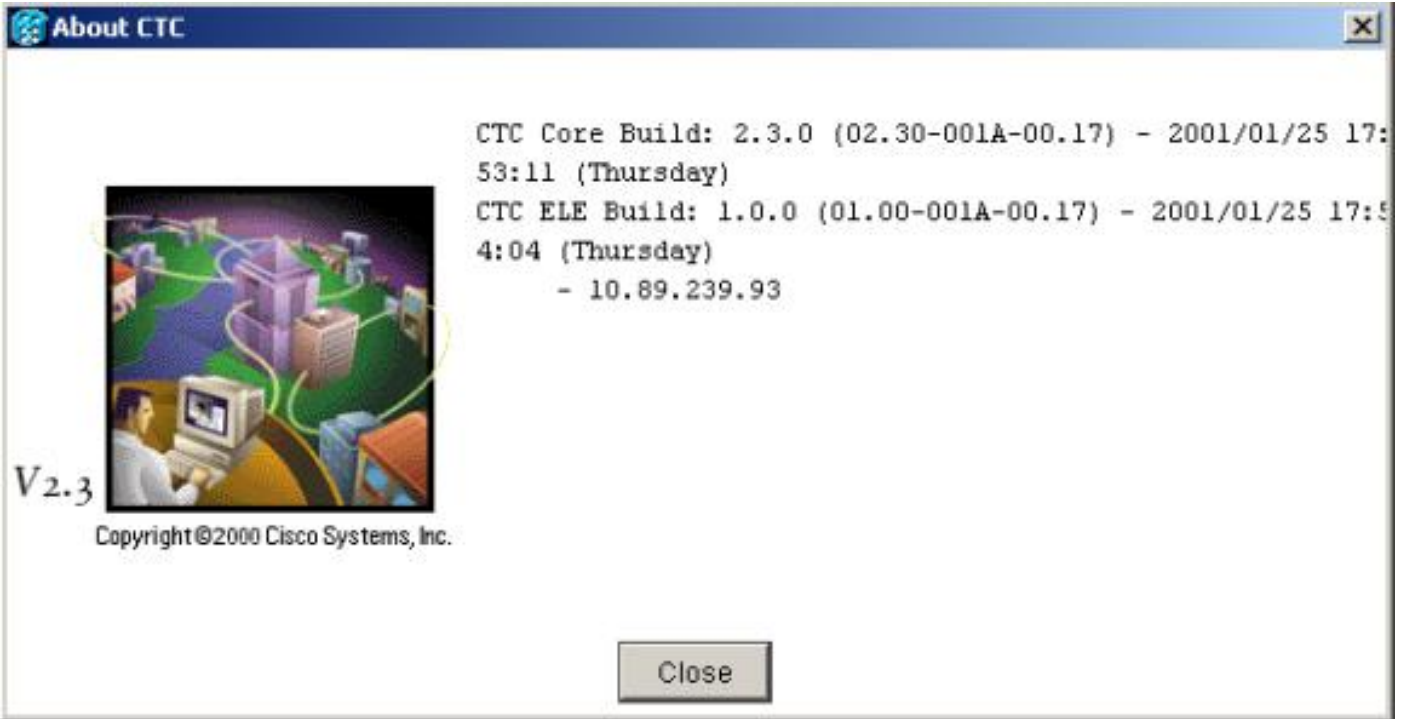 About CTC
CTC Core Build: 2.3.0 (02.30-001A-00.17) - 2001/01/25 17:
53:11 (Thursday)
CTC ELE Build: 1.0.0 (01.00-001A-00.17) - 2001/01/25 17:5
4:04 (Thursday)
- 10.89.239.93
V2.3
Copyright©2000 Cisco Systems, Inc.
Close